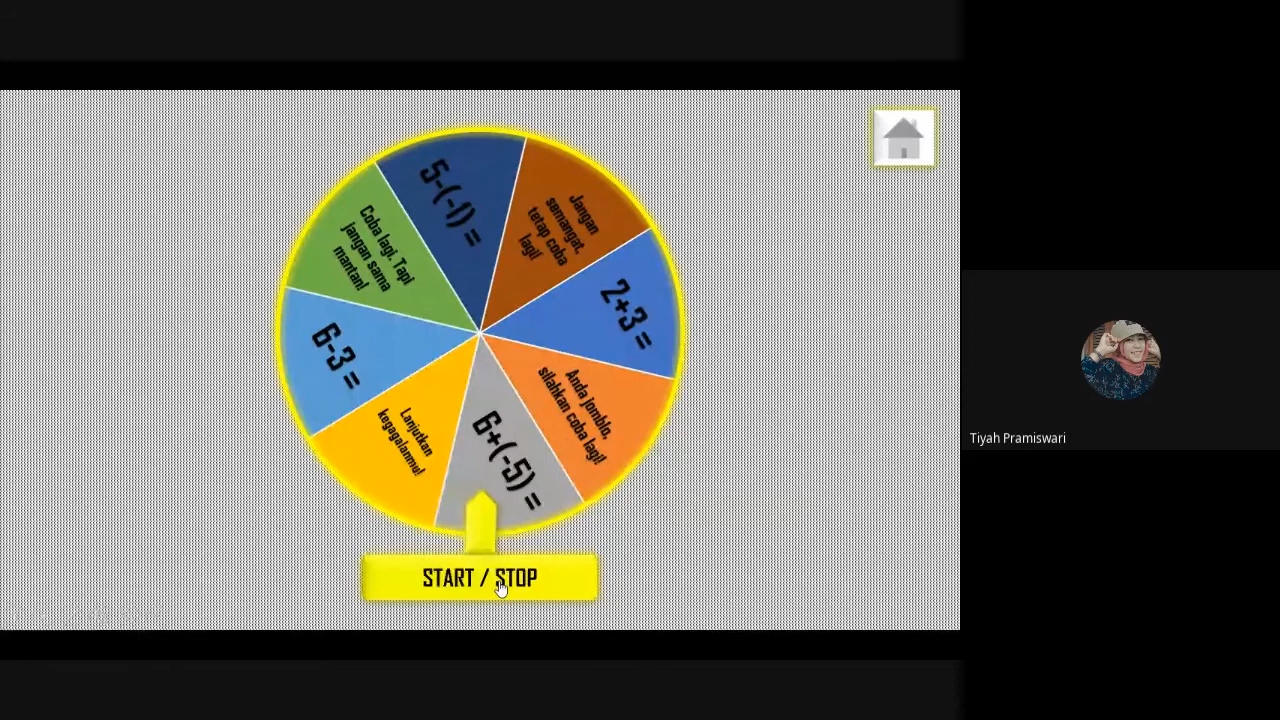 5-(-1) =
Jangan
semangat,
tetap coba
lagi!
Coba lagi. Tapi
jangan sama
mantan!
2+3 =
6-3 =
Anda jomblo,
silahkan coba lagi!
Lanjutkan
kegagalanmu!
6+(-5) =
START / STOP
Tiyah Pramiswari